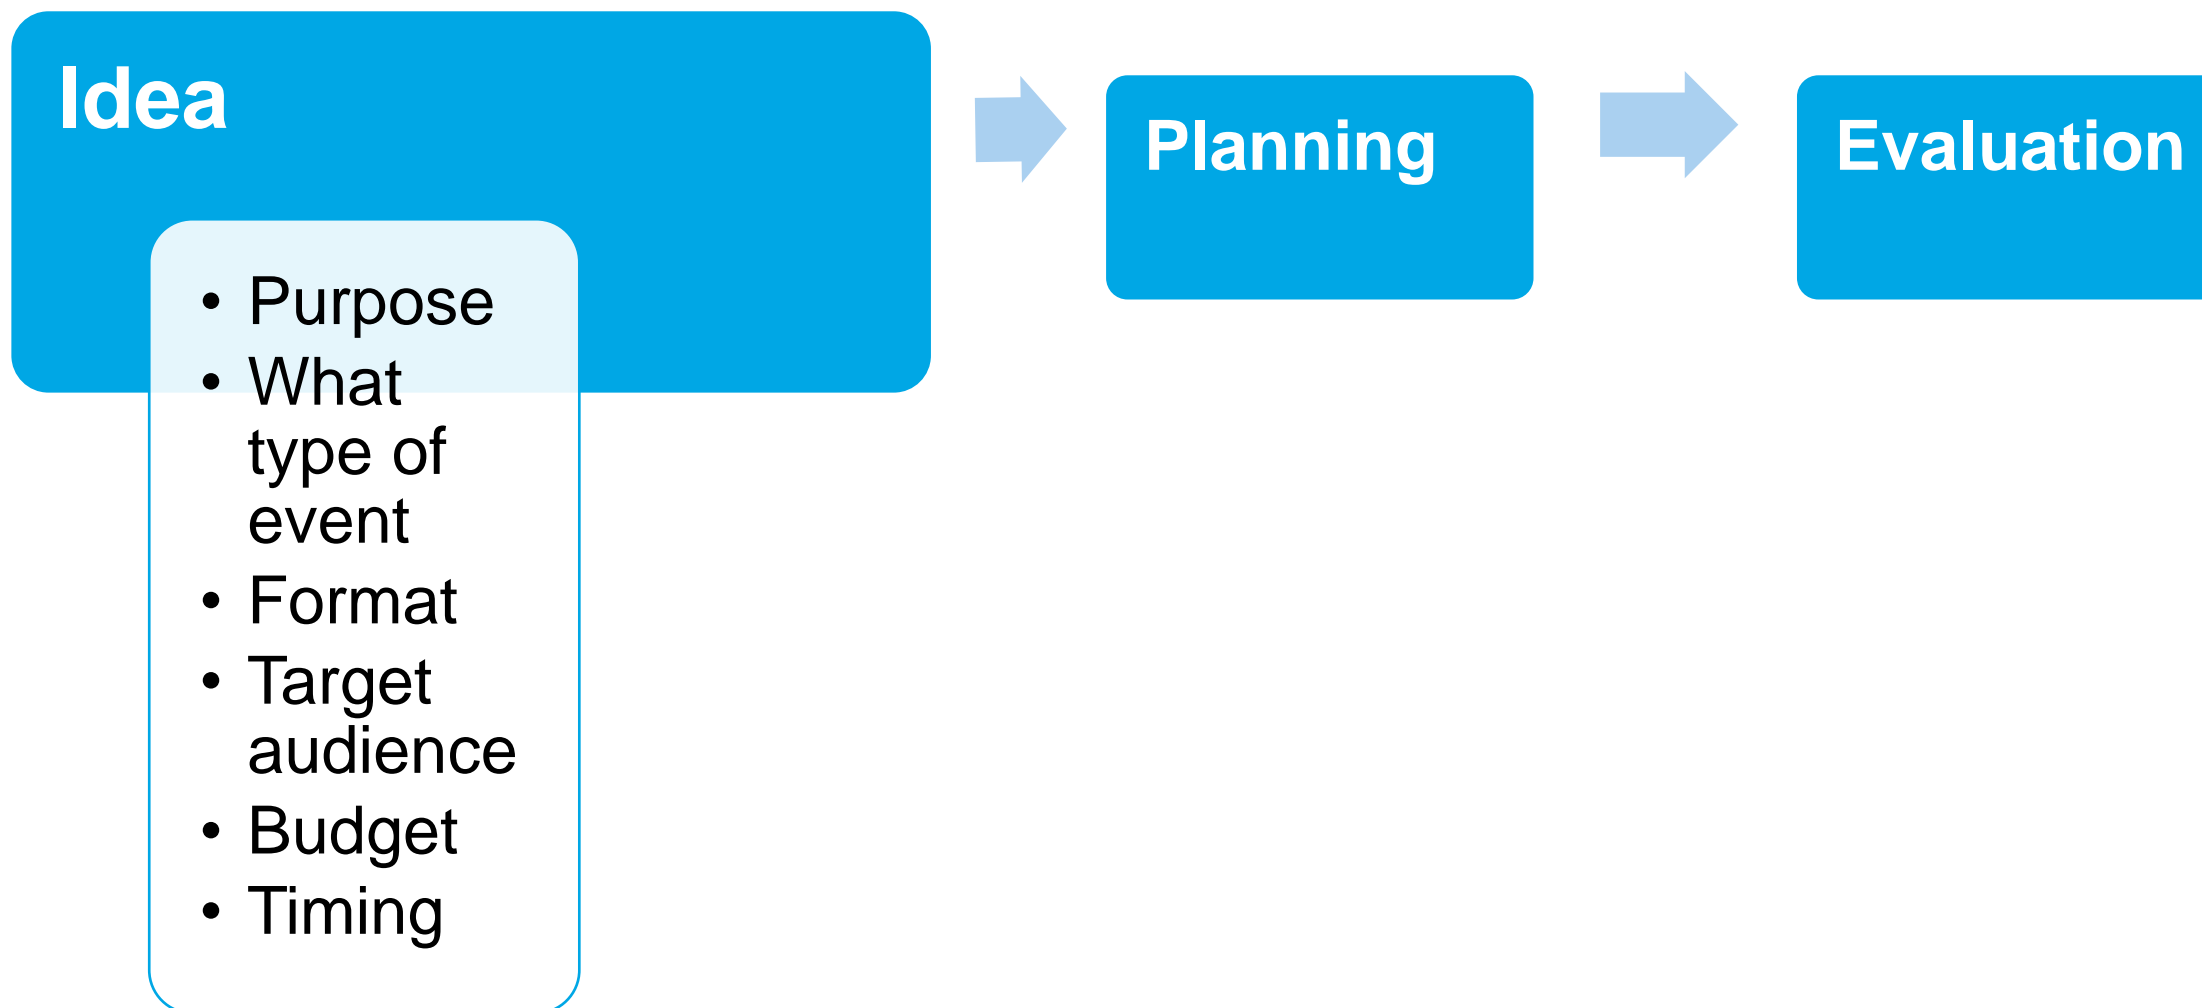 Idea
• Purpose
• What
type of
event
• Format
• Target
audience
• Budget
• Timing
Planning
Evaluation